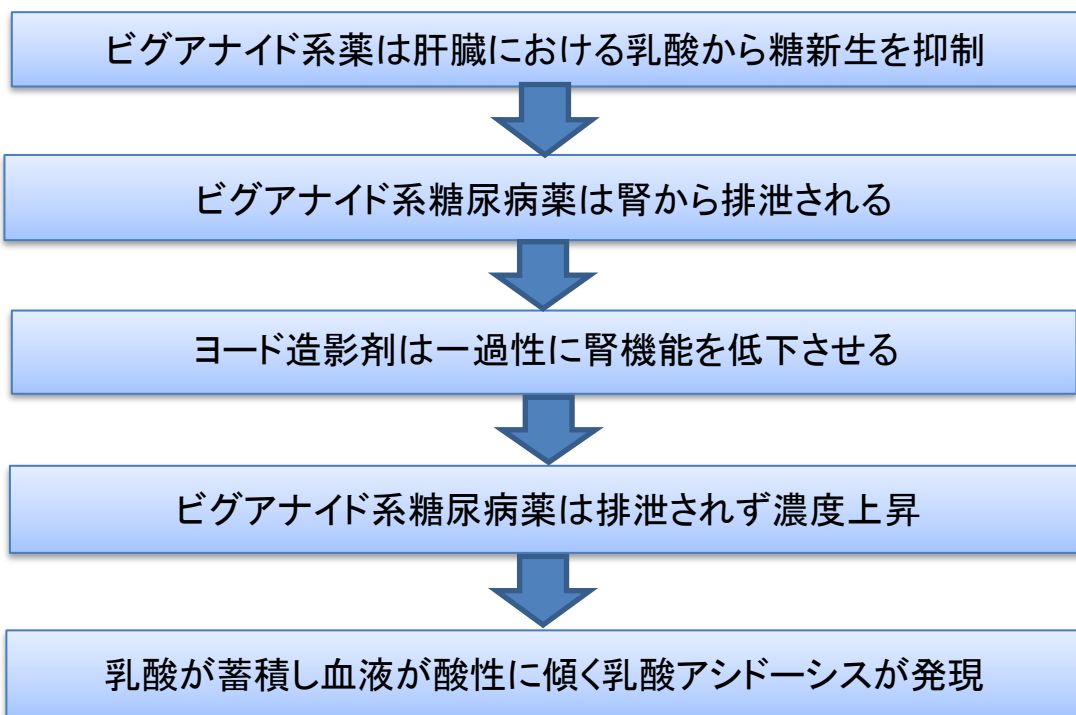 ビグアナイド系薬は肝臓における乳酸から糖新生を抑制
ビグアナイド系糖尿病薬は腎から排泄される
ヨード造影剤は一過性に腎機能を低下させる
ビグアナイド系糖尿病薬は排泄されず濃度上昇
乳酸が蓄積し血液が酸性に傾く乳酸アシドーシスが発現